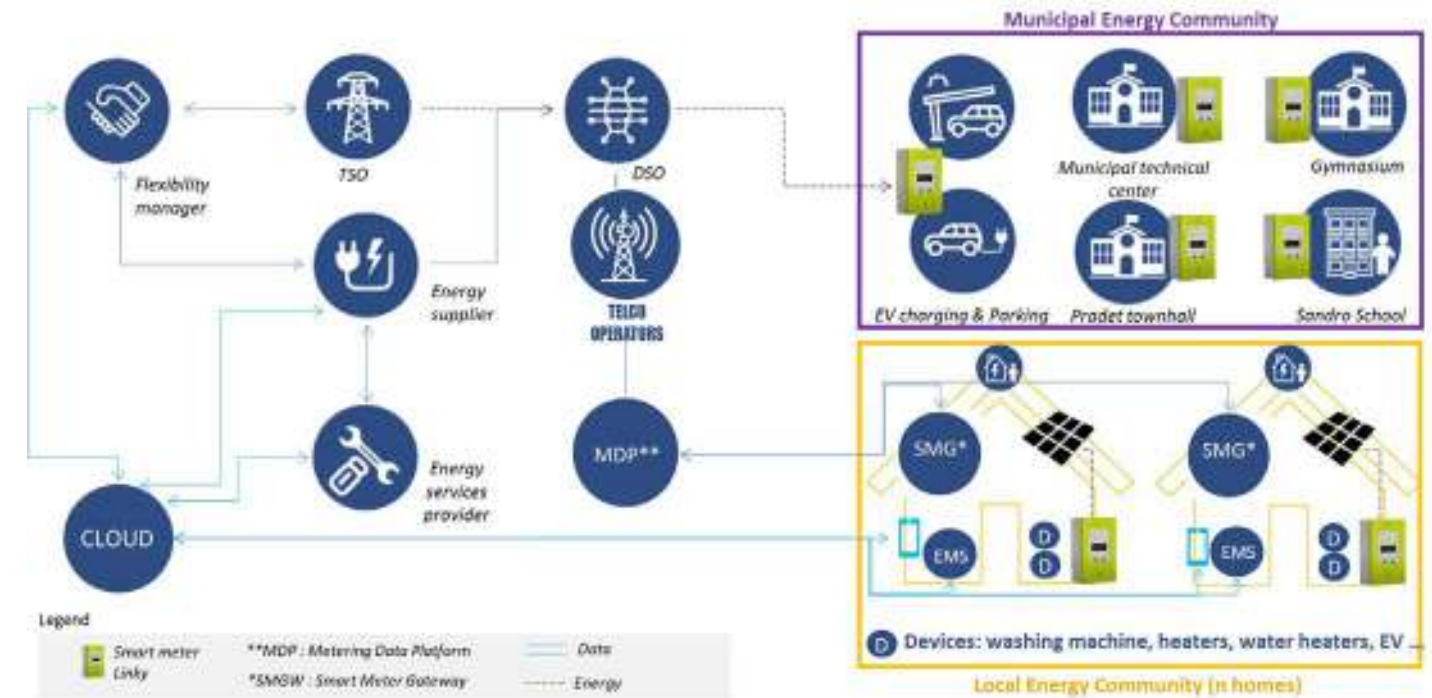 Municipal Energy Community
Flexibility
manager
TSO
DSO
Municipal technical
center
Gymnasium
Energy
supplier
TELCO
OPERATORS
EV charging & Parking
Pradet townhall
Sandro School
SMG*
SMG*
MDP**
Energy
services
provider
CLOUD
EMS
D
D
EMS
D
D
D Devices: washing machine, heaters, water heaters, EV ...
Local Energy Community (n homes)
Legend
Smart meter
Linky
**MDP : Metering Data Platform
*SMGW : Smart Meter Gateway
Data
Energy